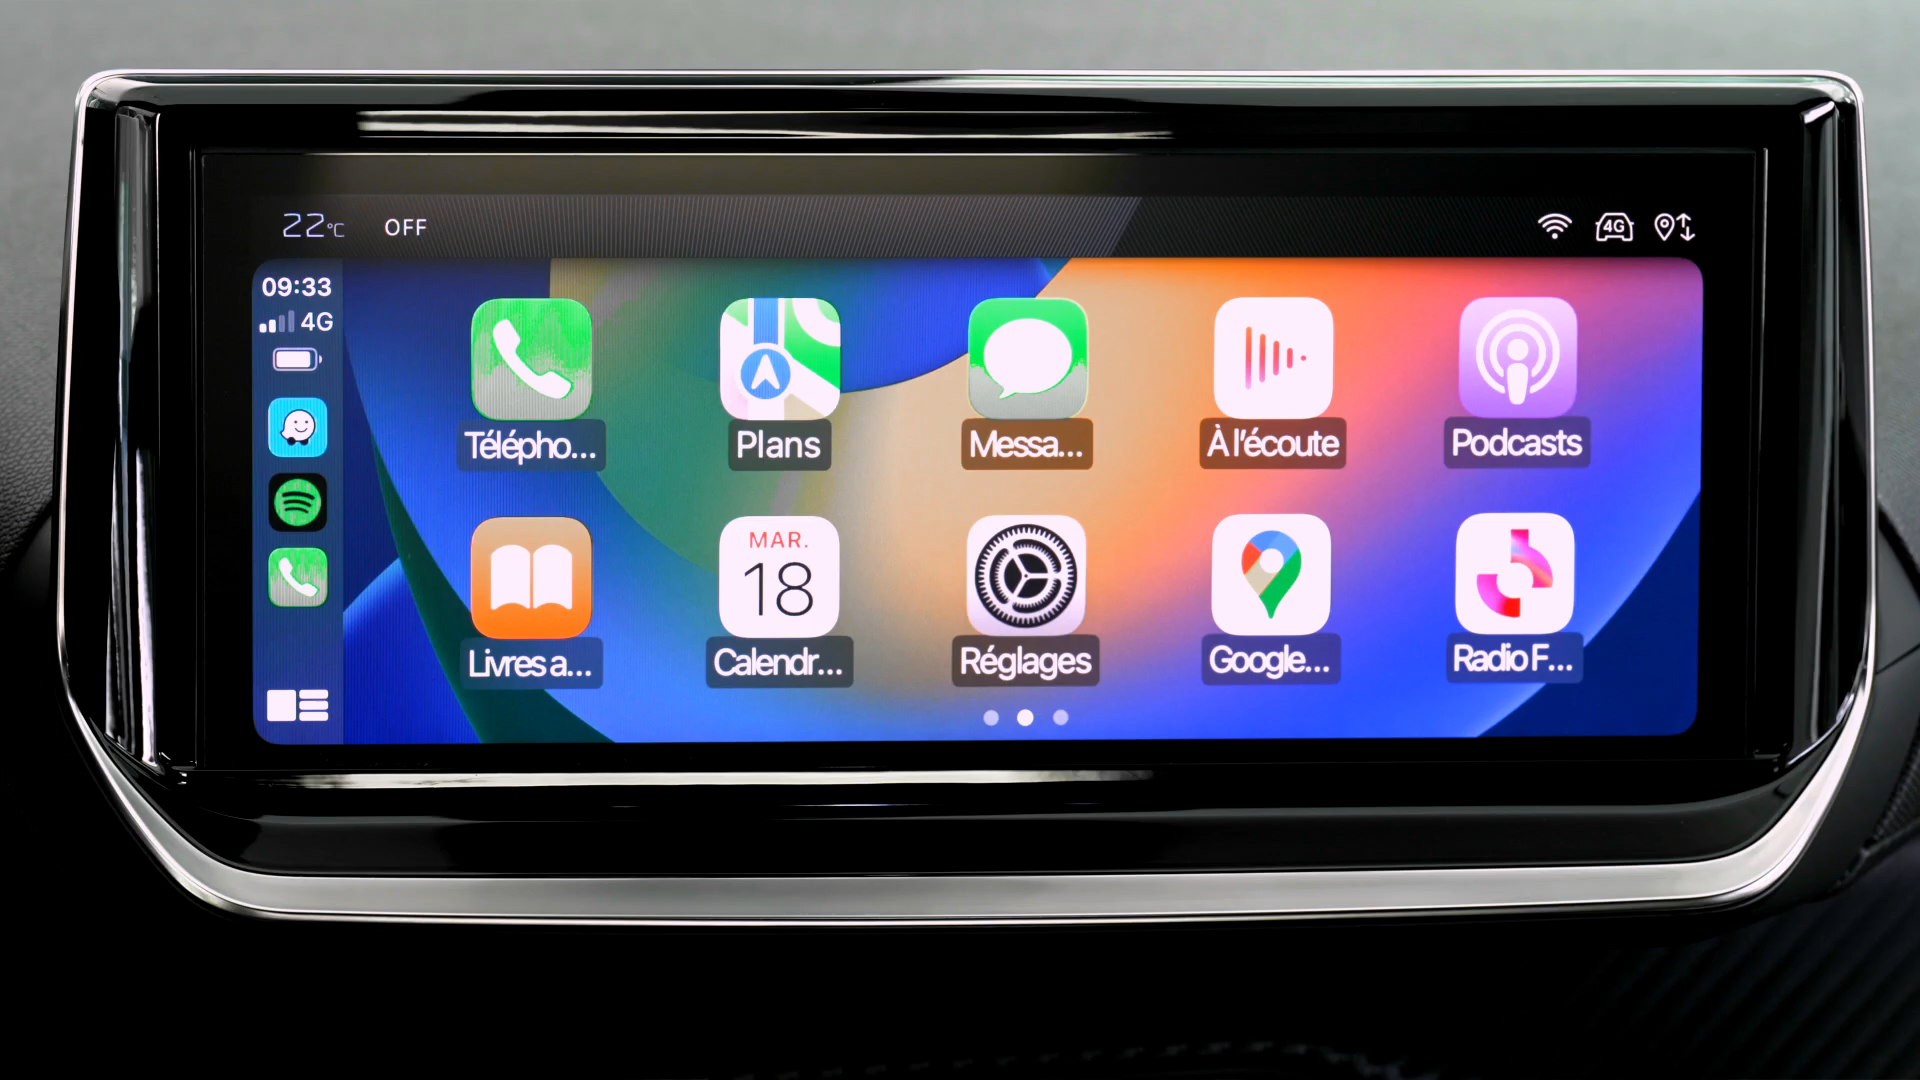 22°C OFF
4G
09:33
4G
Télépho...
Plans
Messa...
À l'écoute
Podcasts
MAR.
18
Livres a...
Calendr...
Réglages
Google...
Radio F...